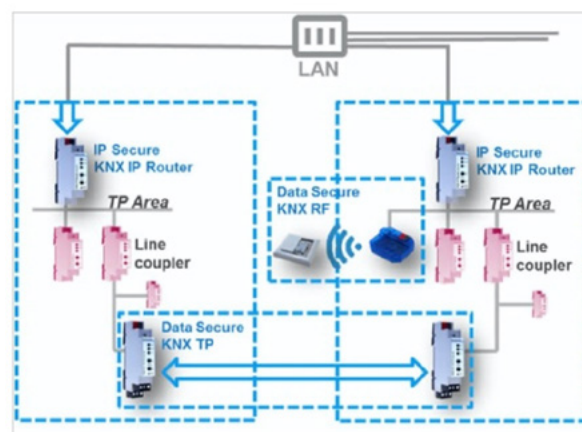 LAN
IP Secure
KNX IP Router
TP Area
Line
coupler
Data Secure
KNX RF
IP Secure
KNX IP Router
TP Area
Line
coupler
Data Secure
KNX TP